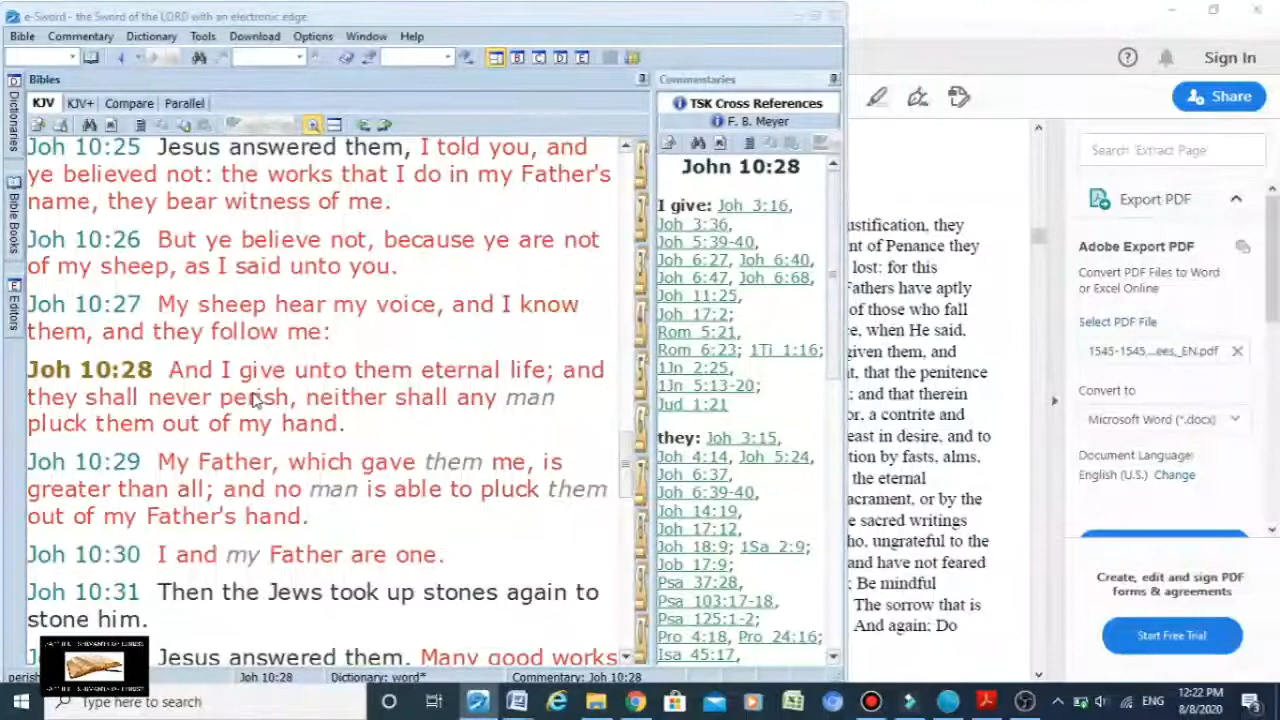 e-Sword - the Sword of the LORD with an electronic edge
Bible Commentary Dictionary Tools Download Options Window Help
B C D E
Sign In
Share
Dictionaries
Bible Books
Editors
Bibles
KJV KJV+ Compare Parallel
Joh 10:25 Jesus answered them, I told you, and
ye believed not: the works that I do in my Father's
name, they bear witness of me.
Joh 10:26 But ye believe not, because ye are not
of my sheep, as I said unto you.
Joh 10:27 My sheep hear my voice, and I know
them, and they follow me:
Joh 10:28 And I give unto them eternal life; and
they shall never perish, neither shall any man
pluck them out of my hand.
Joh 10:29 My Father, which gave them me, is
greater than all; and no man is able to pluck them
out of my Father's hand.
Joh 10:30 I and my Father are one.
Joh 10:31 Then the Jews took up stones again to
stone him.
Jesus answered them, Many good works
Joh 10:28 Dictionary: word* Commentary: Joh 10:28
Commentaries
TSK Cross References
F. B. Meyer
John 10:28
I give: Joh 3:16,
Joh 3:36,
Joh 5:39-40,
Joh 6:27, Joh 6:40,
Joh 6:47, Joh 6:68,
Joh 11:25,
Joh 17:2;
Rom 5:21,
Rom 6:23; 1Ti 1:16;
1Jn 2:25,
1Jn 5:13-20;
Jud 1:21
they: Joh 3:15,
Joh 4:14, Joh 5:24,
Joh 6:37,
Joh 6:39-40,
Joh 14:19,
Joh 17:12,
Joh 18:9; 1Sa 2:9;
Job 17:9;
Psa 37:28,
Psa 103:17-18,
Psa 125:1-2;
Pro 4:18, Pro 24:16;
Isa 45:17,
ustification, they
nt of Penance they
lost: for this
Fathers have aptly
of those who fall
e, when He said,
given them, and
t, that the penitence
; and that therein
or, a contrite and
east in desire, and to
tion by fasts, alms,
the eternal
acrament, or by the
e sacred writings
ho, ungrateful to the
and have not feared
; Be mindful
The sorrow that is
And again; Do
Search 'Extract Page'
Export PDF
Adobe Export PDF
Convert PDF Files to Word
or Excel Online
Select PDF File
1545-1545...ees_EN.pdf
Convert to
Microsoft Word (*.docx)
Document Language:
English (U.S.) Change
Create, edit and sign PDF
forms & agreements
Start Free Trial
Type here to search
ENG
12:22 PM
8/8/2020
3